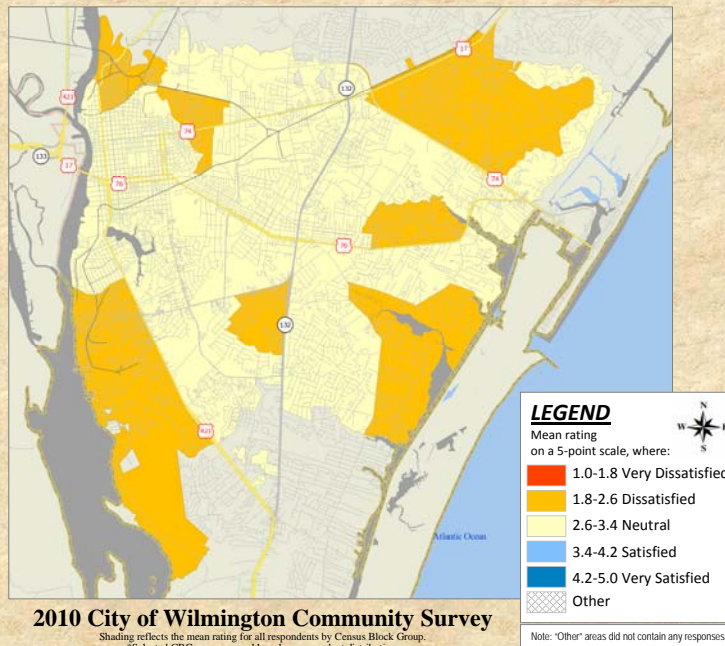 17
132
421
74
133
17
76
74
76
132
421
Atlantic Ocean
LEGEND
N
W
S
Mean rating
on a 5-point scale, where:
1.0-1.8 Very Dissatisfied
1.8-2.6 Dissatisfied
2.6-3.4 Neutral
3.4-4.2 Satisfied
4.2-5.0 Very Satisfied
Other
2010 City of Wilmington Community Survey
Shading reflects the mean rating for all respondents by Census Block Group.
Note: "Other" areas did not contain any responses